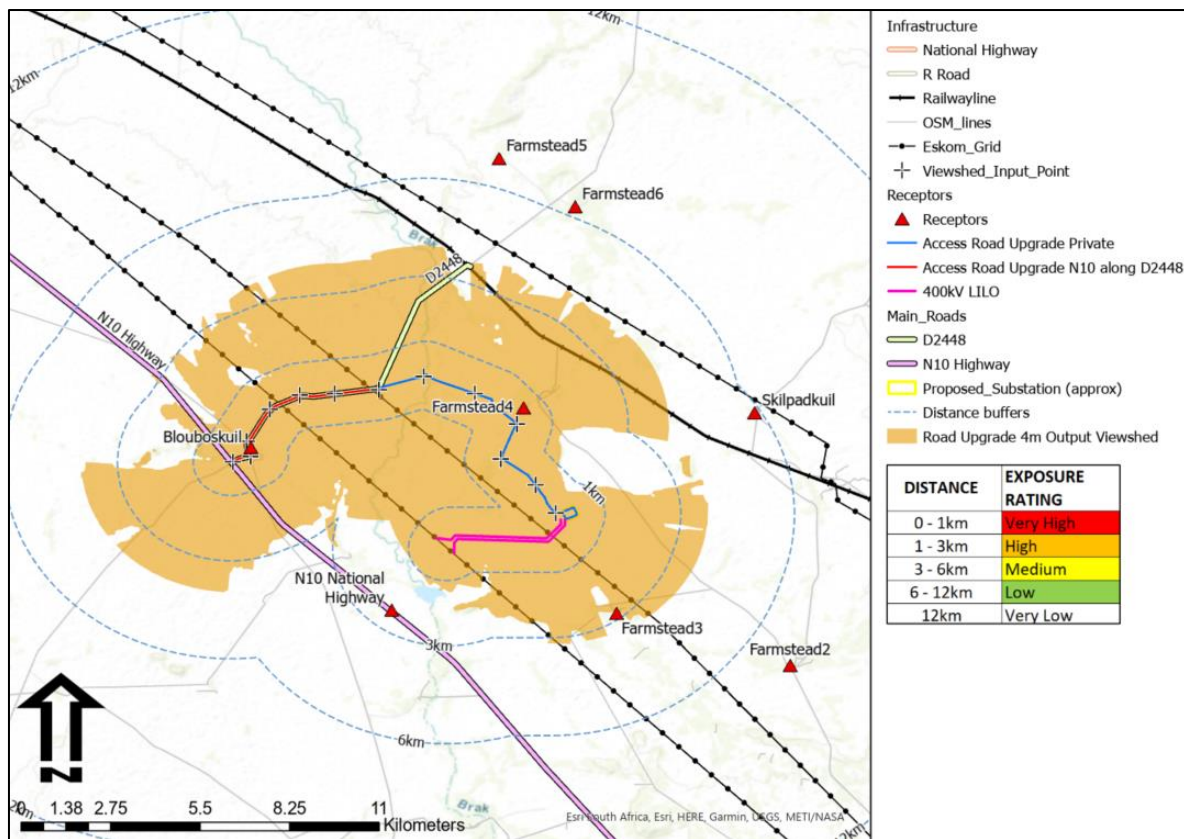 12km
12km
Farmstead5
Farmstead6
Brak
D2448
N10 Highway
Farmstead4
Skilpadkuil
Blouboskuil
1km
N10 National
Highway
Farmstead3
3km
Farmstead2
6km
N
Brak
12km
0 1.38 2.75 5.5 8.25 11
Kilometers
Esri South Africa, Esri, HERE, Garmin, USGS, METI/NASA
Infrastructure
National Highway
R Road
Railwayline
OSM_lines
Eskom_Grid
Viewshed_Input_Point
Receptors
Receptors
Access Road Upgrade Private
Access Road Upgrade N10 along D2448
400kV LILO
Main_Roads
D2448
N10 Highway
Proposed_Substation (approx)
Distance buffers
Road Upgrade 4m Output Viewshed
DISTANCE EXPOSURE
RATING
0 - 1km Very High
1 - 3km High
3 - 6km Medium
6 - 12km Low
12km Very Low